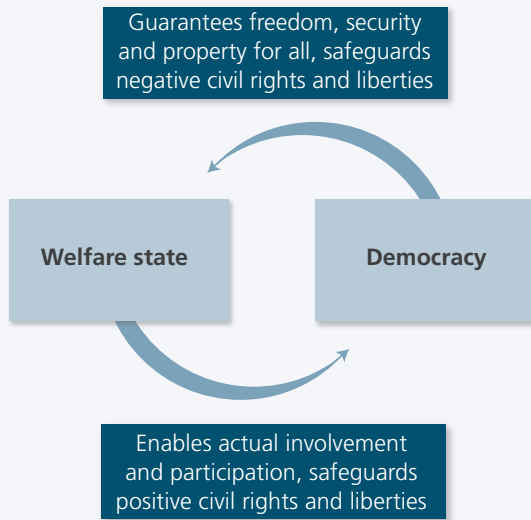 Guarantees freedom, security
and property for all, safeguards
negative civil rights and liberties
Welfare state
Democracy
Enables actual involvement
and participation, safeguards
positive civil rights and liberties